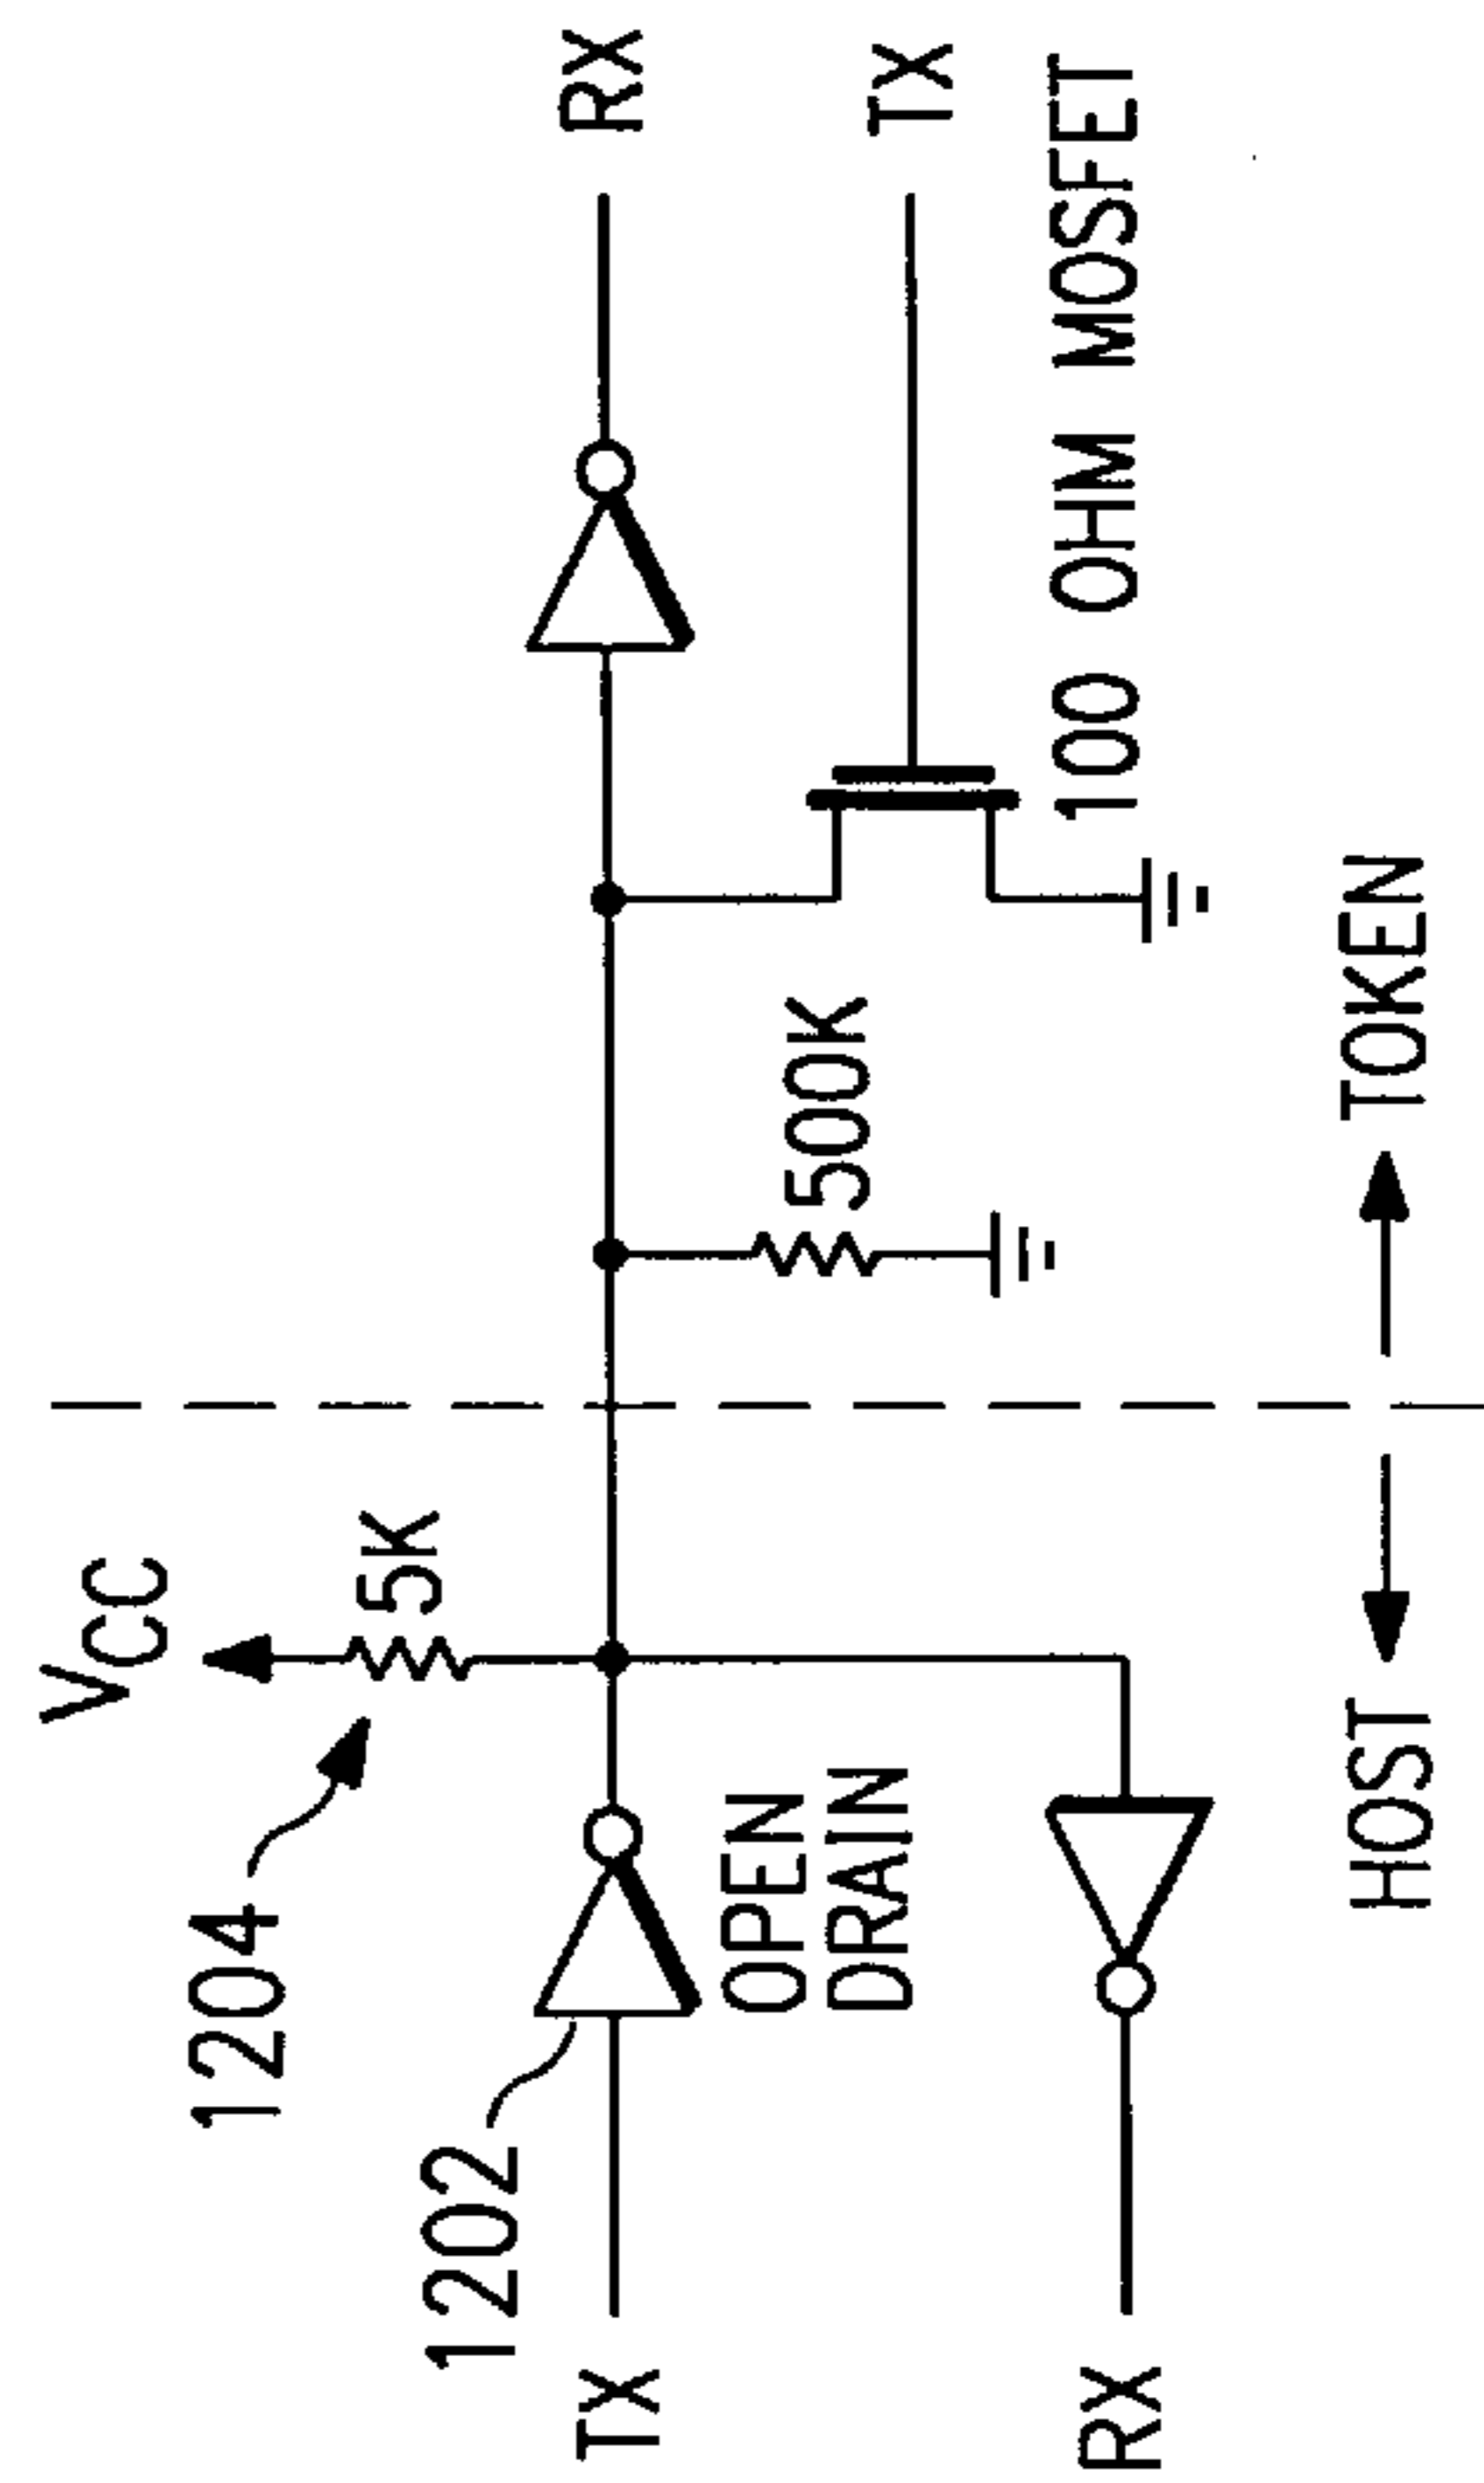 VCC
1204
5K
1202
TX
RX
OPEN
DRAIN
500K
TX
100 OHM MOSFET
RX
HOST
TOKEN